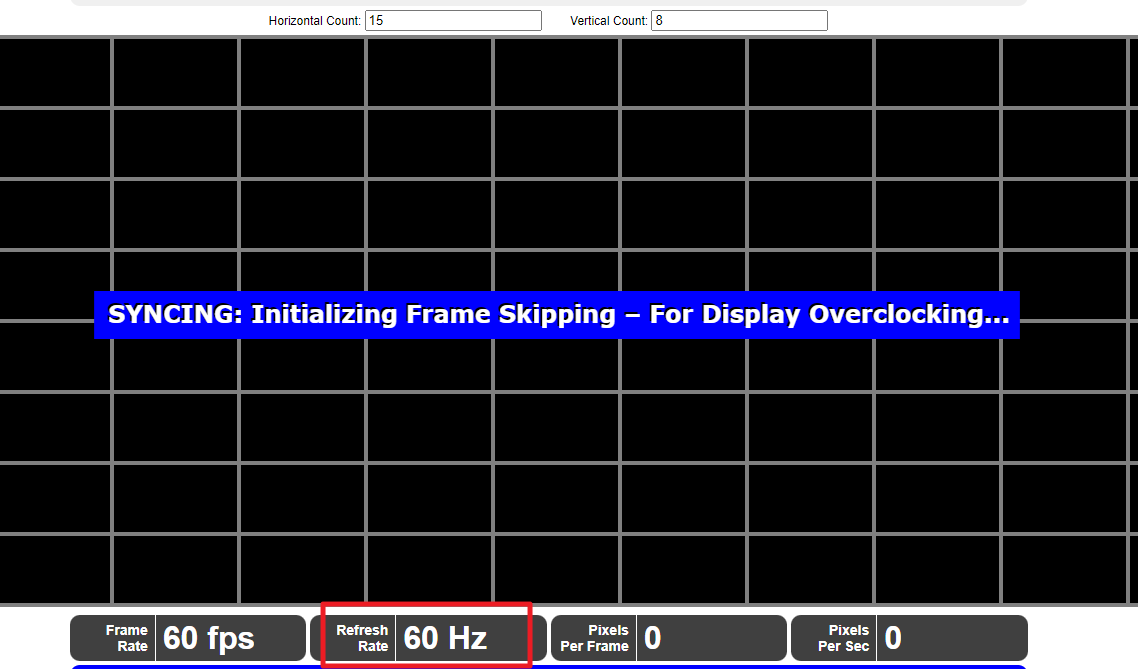 Horizontal Count: 15 Vertical Count: 8
SYNCING: Initializing Frame Skipping – For Display Overclocking...
Frame Rate 60 fps
Refresh Rate 60 Hz
Pixels Per Frame 0
Pixels Per Sec 0